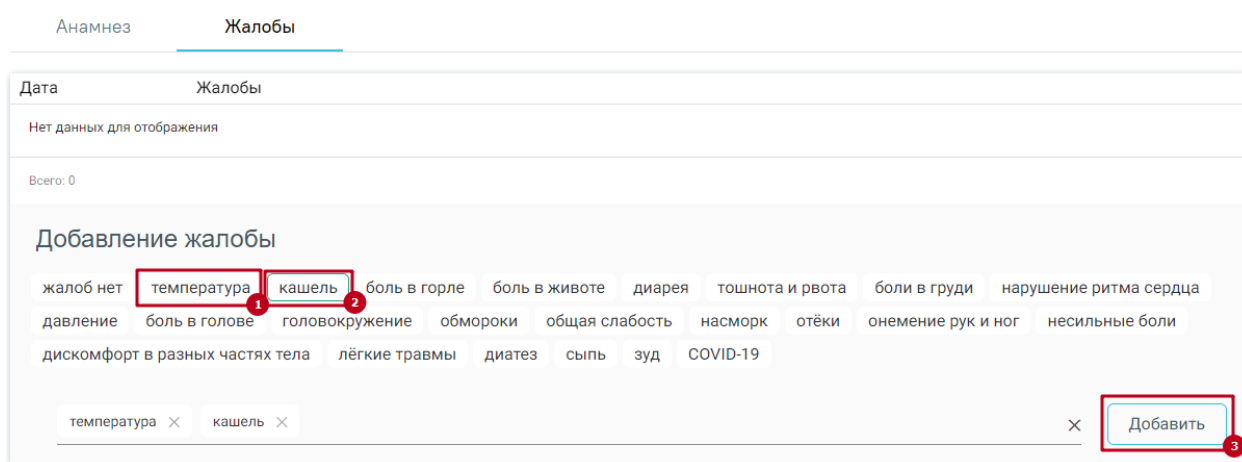 Анамнез Жалобы
Дата Жалобы
Нет данных для отображения
Всего: 0
Добавление жалобы
жалоб нет температура кашель боль в горле боль в животе диарея тошнота и рвота боли в груди нарушение ритма сердца
1 2
давление боль в голове головокружение обмороки общая слабость насморк отёки онемение рук и ног несильные боли
дискомфорт в разных частях тела лёгкие травмы диатез сыпь зуд COVID-19
температура × кашель × × Добавить
3